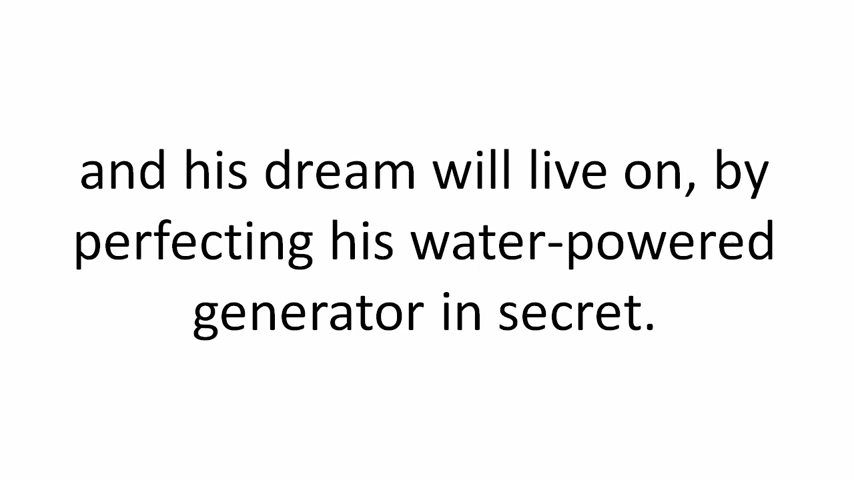 and his dream will live on, by
perfecting his water-powered
generator in secret.